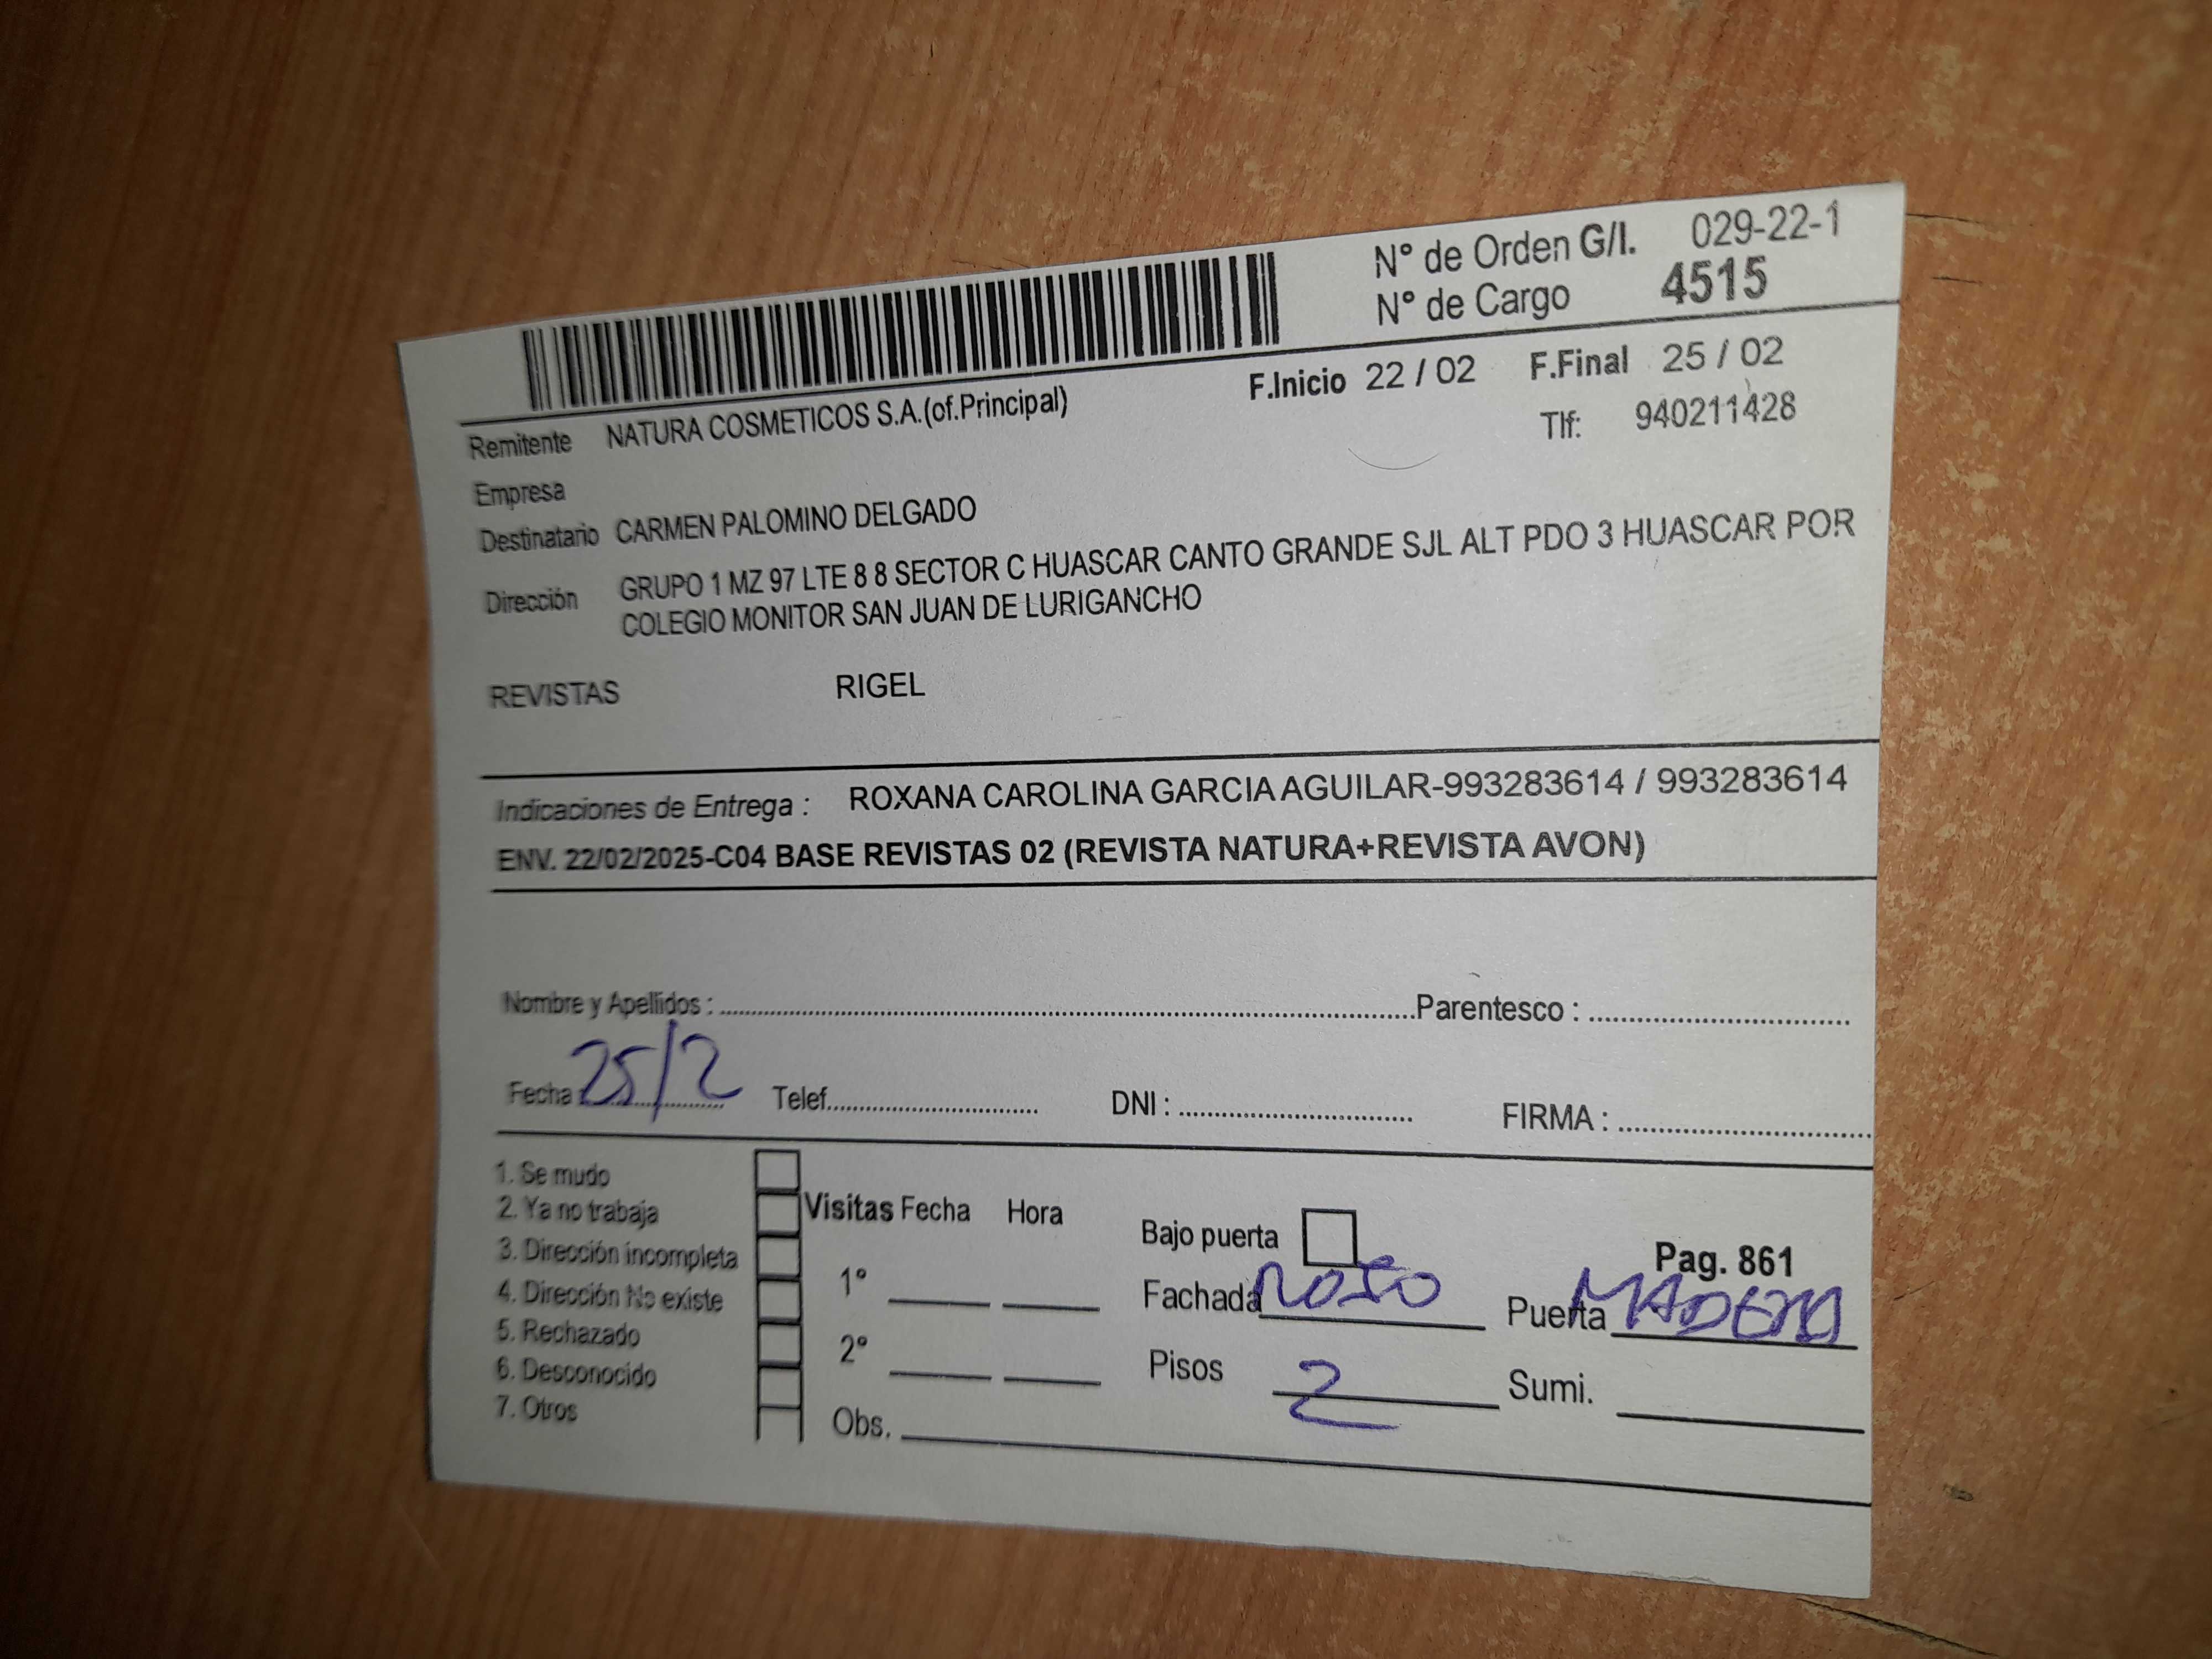 N° de Orden G/I. 029-22-1
N° de Cargo 4515
F.Inicio 22 / 02 F.Final 25 / 02
Remitente NATURA COSMETICOS S.A.(of.Principal) Tlf: 940211428
Empresa
Destinatario CARMEN PALOMINO DELGADO
Dirección GRUPO 1 MZ 97 LTE 8 8 SECTOR C HUASCAR CANTO GRANDE SJL ALT PDO 3 HUASCAR POR
COLEGIO MONITOR SAN JUAN DE LURIGANCHO
REVISTAS RIGEL
Indicaciones de Entrega : ROXANA CAROLINA GARCIA AGUILAR-993283614 / 993283614
ENV. 22/02/2025-C04 BASE REVISTAS 02 (REVISTA NATURA+REVISTA AVON)
Nombre y Apellidos : Parentesco :
Fecha 25/2 Telef. DNI : FIRMA :
1. Se mudo
2. Ya no trabaja Visitas Fecha Hora
Bajo puerta
3. Dirección incompleta Pag. 861
4. Dirección No existe 1° Fachada ROJO Puerta MADERA
5. Rechazado
6. Desconocido 2° Pisos 2 Sumi.
7. Otros Obs.